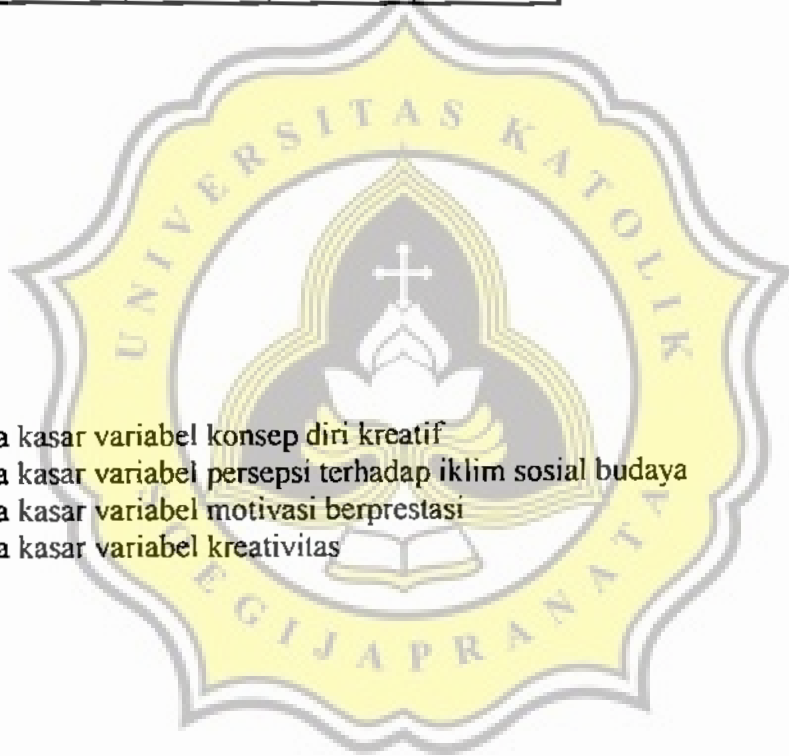 UNIVERSITAS KATOLIK
a kasar variabel konsep diri kreatif
a kasar variabel persepsi terhadap iklim sosial budaya
a kasar variabel motivasi berprestasi
a kasar variabel kreativitas
SOEGIJAPRANATA